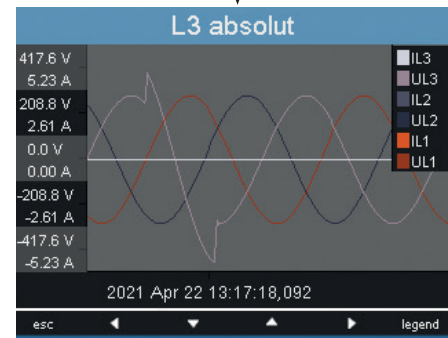 L3 absolut
417.6 V
5.23 A
208.8 V
2.61 A
0.0 V
0.00 A
-208.8 V
-2.61 A
-417.6 V
-5.23 A
IL3
UL3
IL2
UL2
IL1
UL1
2021 Apr 22 13:17:18,092
esc
legend